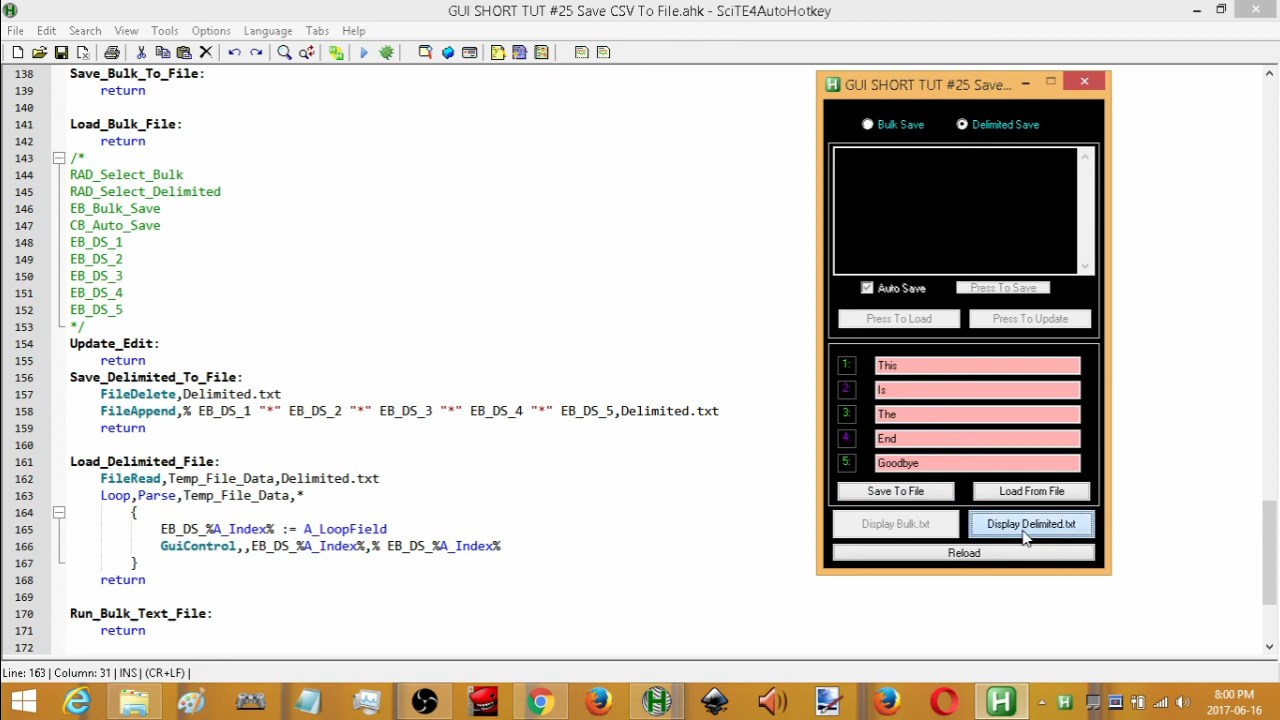 GUI SHORT TUT #25 Save CSV To File.ahk - SciTE4AutoHotkey
File Edit Search View Tools Options Language Tabs Help
138 Save_Bulk_To_File:
139 return
140
141 Load_Bulk_File:
142 return
143 /*
144 RAD_Select_Bulk
145 RAD_Select_Delimited
146 EB_Bulk_Save
147 CB_Auto_Save
148 EB_DS_1
149 EB_DS_2
150 EB_DS_3
151 EB_DS_4
152 EB_DS_5
153 */
154 Update_Edit:
155 return
156 Save_Delimited_To_File:
157 FileDelete,Delimited.txt
158 FileAppend,% EB_DS_1 "*" EB_DS_2 "*" EB_DS_3 "*" EB_DS_4 "*" EB_DS_5,Delimited.txt
159 return
160
161 Load_Delimited_File:
162 FileRead,Temp_File_Data,Delimited.txt
163 Loop,Parse,Temp_File_Data,*
164 {
165 EB_DS_%A_Index% := A_LoopField
166 GuiControl,,EB_DS_%A_Index%,% EB_DS_%A_Index%
167 }
168 return
169
170 Run_Bulk_Text_File:
171 return
172
GUI SHORT TUT #25 Save...
Bulk Save Delimited Save
Auto Save Press To Save
Press To Load Press To Update
1: This
2: Is
3: The
4: End
5: Goodbye
Save To File Load From File
Display Bulk.txt Display Delimited.txt
Reload
Line: 163 | Column: 31 | INS | (CR+LF) |
8:00 PM
2017-06-16